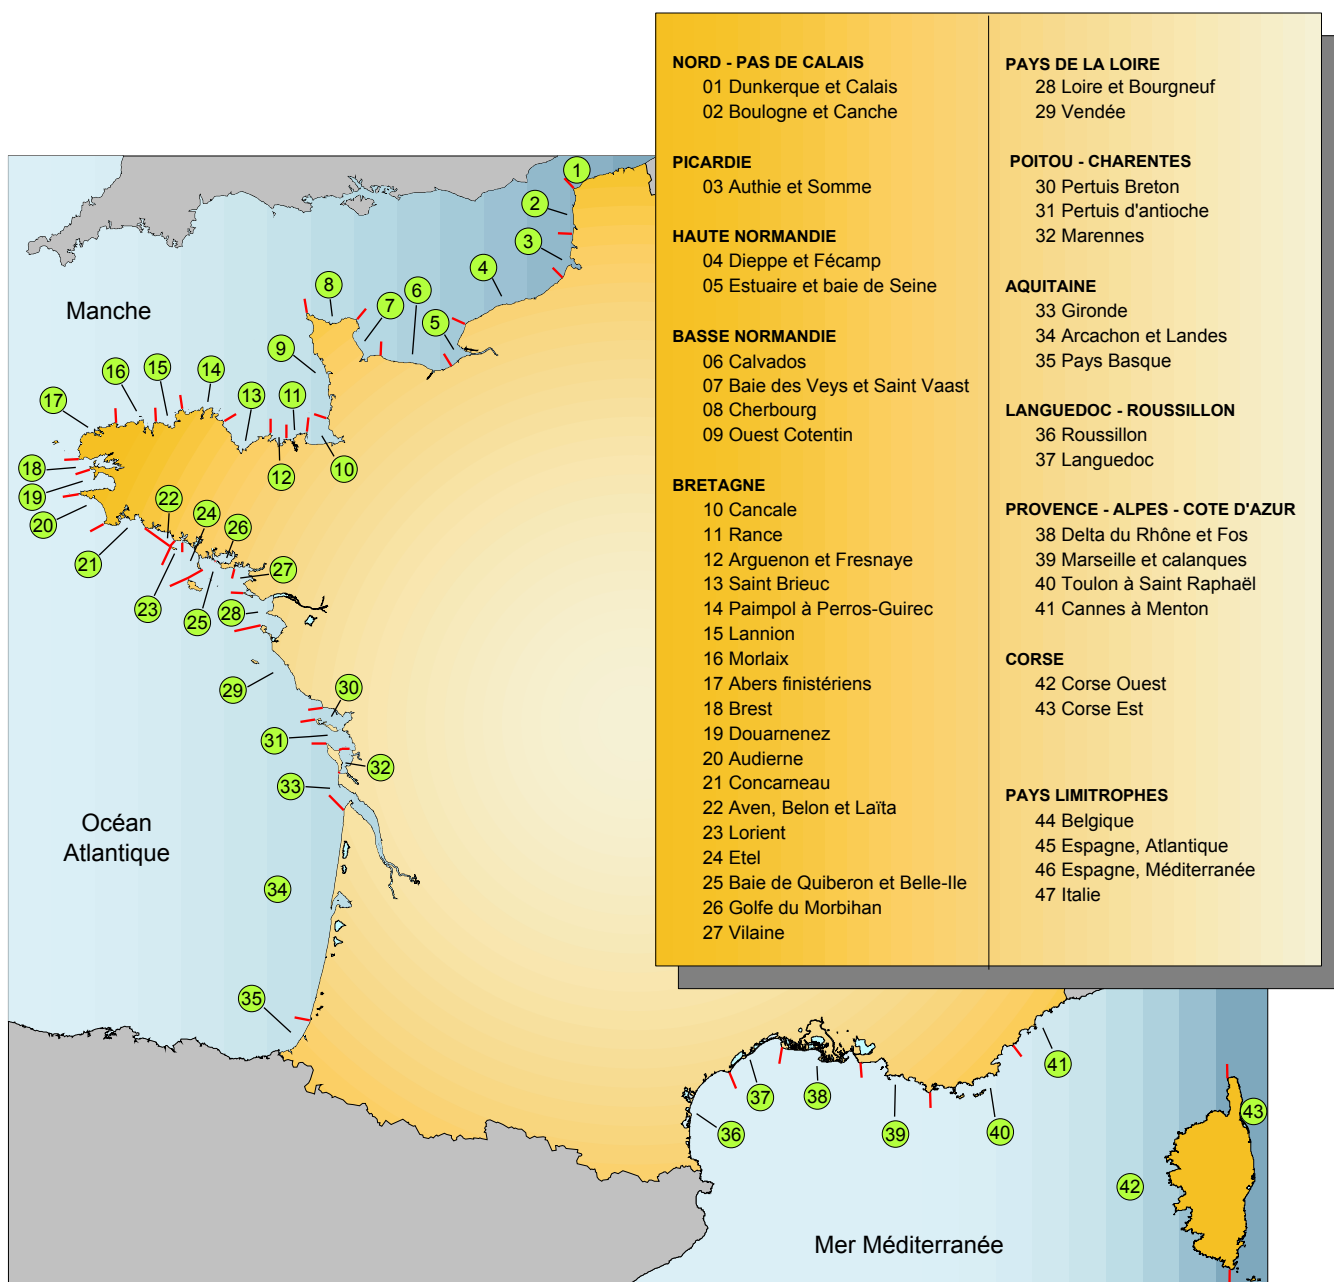 NORD - PAS DE CALAIS
01 Dunkerque et Calais
02 Boulogne et Canche
PICARDIE
03 Authie et Somme
HAUTE NORMANDIE
04 Dieppe et Fécamp
05 Estuaire et baie de Seine
BASSE NORMANDIE
06 Calvados
07 Baie des Veys et Saint Vaast
08 Cherbourg
09 Ouest Cotentin
BRETAGNE
10 Cancale
11 Rance
12 Arguenon et Fresnaye
13 Saint Brieuc
14 Paimpol à Perros-Guirec
15 Lannion
16 Morlaix
17 Abers finistériens
18 Brest
19 Douarnenez
20 Audierne
21 Concarneau
22 Aven, Belon et Laïta
23 Lorient
24 Etel
25 Baie de Quiberon et Belle-Ile
26 Golfe du Morbihan
27 Vilaine
PAYS DE LA LOIRE
28 Loire et Bourgneuf
29 Vendée
POITOU - CHARENTES
30 Pertuis Breton
31 Pertuis d'antioche
32 Marennes
AQUITAINE
33 Gironde
34 Arcachon et Landes
35 Pays Basque
LANGUEDOC - ROUSSILLON
36 Roussillon
37 Languedoc
PROVENCE - ALPES - COTE D'AZUR
38 Delta du Rhône et Fos
39 Marseille et calanques
40 Toulon à Saint Raphaël
41 Cannes à Menton
CORSE
42 Corse Ouest
43 Corse Est
PAYS LIMITROPHES
44 Belgique
45 Espagne, Atlantique
46 Espagne, Méditerranée
47 Italie
Manche
Océan
Atlantique
Mer Méditerranée
1
2
3
4
5
6
7
8
9
10
11
12
13
14
15
16
17
18
19
20
21
22
23
24
25
26
27
28
29
30
31
32
33
34
35
36
37
38
39
40
41
42
43